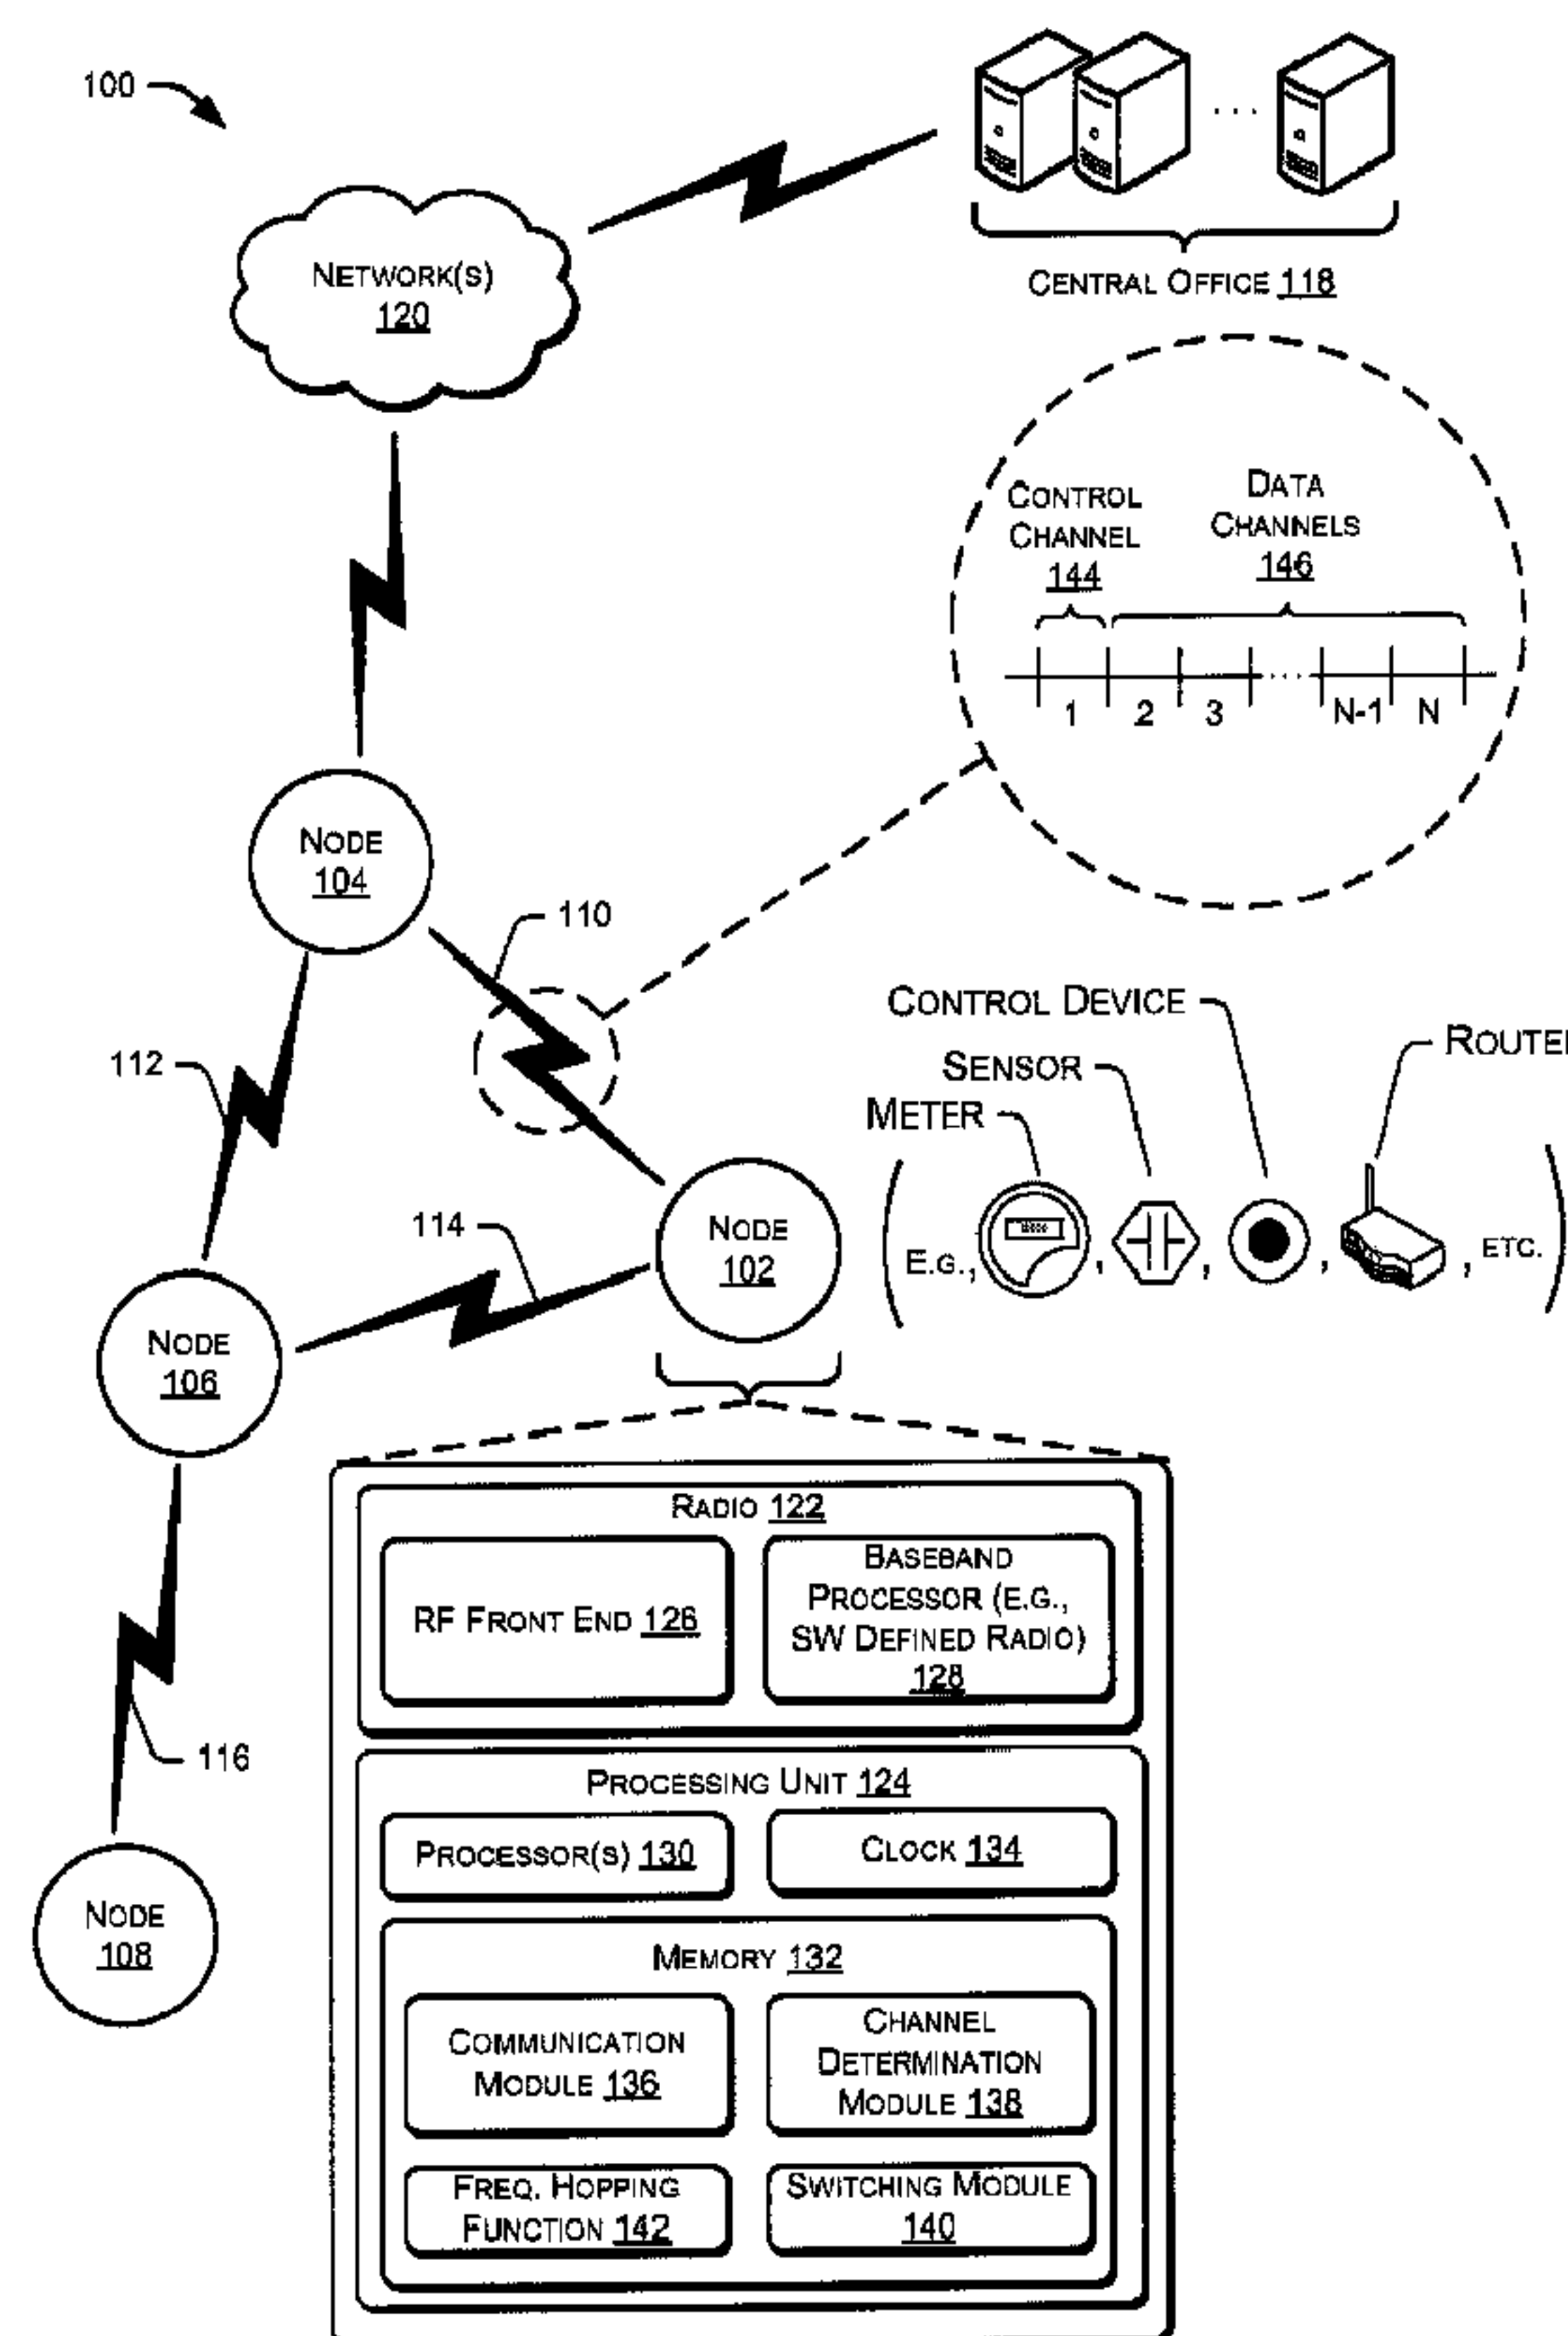 100
NETWORK(S)
120
CENTRAL OFFICE 118
CONTROL
CHANNEL
144
DATA
CHANNELS
146
1 2 3 ... N-1 N
NODE
104
110
112
CONTROL DEVICE
ROUTER
SENSOR
METER
114
NODE
102
E.G., , , , , ETC.
NODE
106
RADIO 122
RF FRONT END 126
BASEBAND
PROCESSOR (E.G.,
SW DEFINED RADIO)
128
116
PROCESSING UNIT 124
PROCESSOR(S) 130
CLOCK 134
NODE
108
MEMORY 132
COMMUNICATION
MODULE 136
CHANNEL
DETERMINATION
MODULE 138
FREQ. HOPPING
FUNCTION 142
SWITCHING MODULE
140